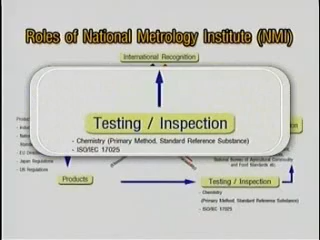 Roles of National Metrology Institute (NMI)
International Recognition
Testing / Inspection
- Chemistry (Primary Method, Standard Reference Substance)
- ISO/IEC 17025
National Bureau of Agricultural Commodity
and Food Standards etc.
- Japan Regulations
- US Regulations
Products
Testing / Inspection
- Chemistry
(Primary Method, Standard Reference Substance)
- ISO/IEC 17025